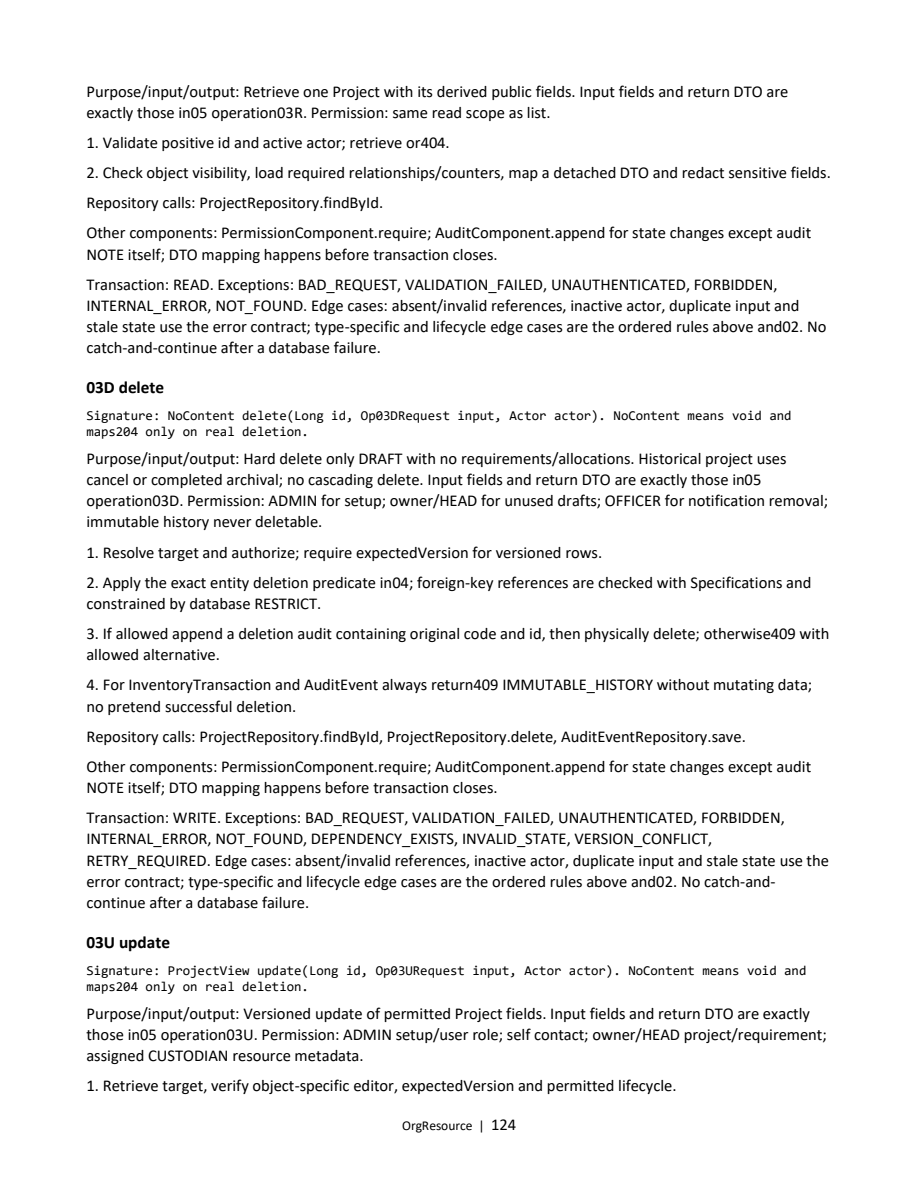 Purpose/input/output: Retrieve one Project with its derived public fields. Input fields and return DTO are
exactly those in05 operation03R. Permission: same read scope as list.
1. Validate positive id and active actor; retrieve or404.
2. Check object visibility, load required relationships/counters, map a detached DTO and redact sensitive fields.
Repository calls: ProjectRepository.findById.
Other components: PermissionComponent.require; AuditComponent.append for state changes except audit
NOTE itself; DTO mapping happens before transaction closes.
Transaction: READ. Exceptions: BAD_REQUEST, VALIDATION_FAILED, UNAUTHENTICATED, FORBIDDEN,
INTERNAL_ERROR, NOT_FOUND. Edge cases: absent/invalid references, inactive actor, duplicate input and
stale state use the error contract; type-specific and lifecycle edge cases are the ordered rules above and02. No
catch-and-continue after a database failure.
03D delete
Signature: NoContent delete(Long id, Op03DRequest input, Actor actor). NoContent means void and
maps204 only on real deletion.
Purpose/input/output: Hard delete only DRAFT with no requirements/allocations. Historical project uses
cancel or completed archival; no cascading delete. Input fields and return DTO are exactly those in05
operation03D. Permission: ADMIN for setup; owner/HEAD for unused drafts; OFFICER for notification removal;
immutable history never deletable.
1. Resolve target and authorize; require expectedVersion for versioned rows.
2. Apply the exact entity deletion predicate in04; foreign-key references are checked with Specifications and
constrained by database RESTRICT.
3. If allowed append a deletion audit containing original code and id, then physically delete; otherwise409 with
allowed alternative.
4. For InventoryTransaction and AuditEvent always return409 IMMUTABLE_HISTORY without mutating data;
no pretend successful deletion.
Repository calls: ProjectRepository.findById, ProjectRepository.delete, AuditEventRepository.save.
Other components: PermissionComponent.require; AuditComponent.append for state changes except audit
NOTE itself; DTO mapping happens before transaction closes.
Transaction: WRITE. Exceptions: BAD_REQUEST, VALIDATION_FAILED, UNAUTHENTICATED, FORBIDDEN,
INTERNAL_ERROR, NOT_FOUND, DEPENDENCY_EXISTS, INVALID_STATE, VERSION_CONFLICT,
RETRY_REQUIRED. Edge cases: absent/invalid references, inactive actor, duplicate input and stale state use the
error contract; type-specific and lifecycle edge cases are the ordered rules above and02. No catch-and-
continue after a database failure.
03U update
Signature: ProjectView update(Long id, Op03URequest input, Actor actor). NoContent means void and
maps204 only on real deletion.
Purpose/input/output: Versioned update of permitted Project fields. Input fields and return DTO are exactly
those in05 operation03U. Permission: ADMIN setup/user role; self contact; owner/HEAD project/requirement;
assigned CUSTODIAN resource metadata.
1. Retrieve target, verify object-specific editor, expectedVersion and permitted lifecycle.
OrgResource | 124